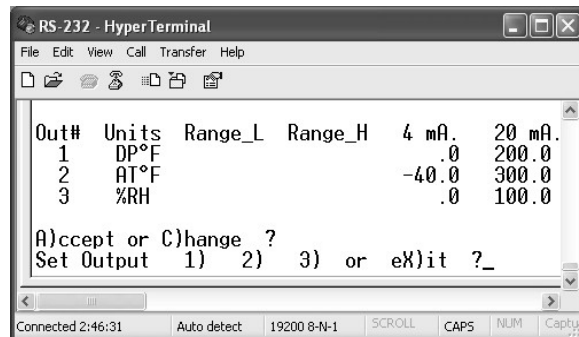 RS-232 - HyperTerminal
File Edit View Call Transfer Help
Out# Units Range_L Range_H 4 mA. 20 mA.
1 DP°F .0 200.0
2 AT°F -40.0 300.0
3 %RH .0 100.0
A)ccept or C)hange ?
Set Output 1) 2) 3) or eX)it ?_
Connected 2:46:31 Auto detect 19200 8-N-1 SCROLL CAPS NUM Captu